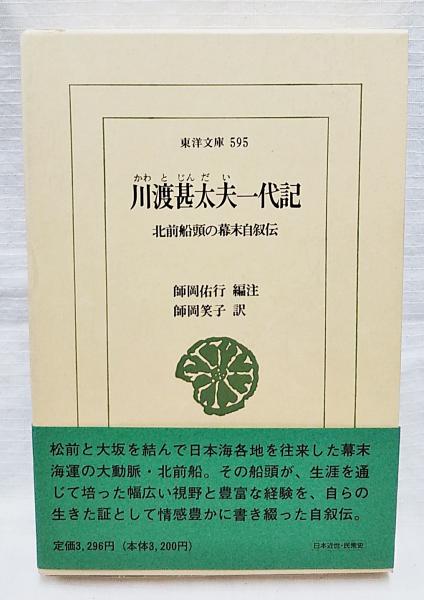 東洋文庫 595
かわ と じんだい
川渡甚太夫一代記
北前船頭の幕末自叙伝
師岡佑行 編注
師岡笑子 訳
松前と大坂を結んで日本海各地を往来した幕末
海運の大動脈・北前船。その船頭が、生涯を通
じて培った幅広い視野と豊富な経験を、自らの
生きた証として情感豊かに書き綴った自叙伝。
定価3,296円（本体3,200円）
日本近世・民衆史